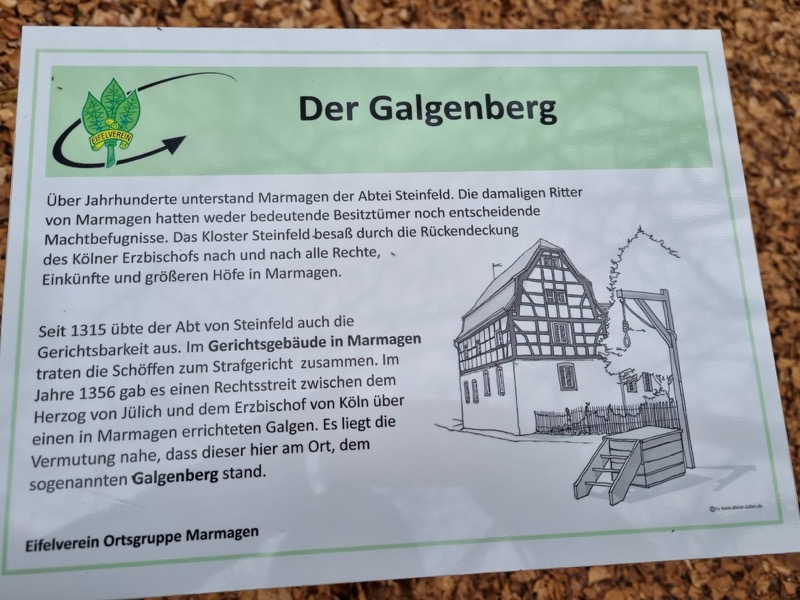 EIFELVEREIN
Der Galgenberg
Über Jahrhunderte unterstand Marmagen der Abtei Steinfeld. Die damaligen Ritter
von Marmagen hatten weder bedeutende Besitztümer noch entscheidende
Machtbefugnisse. Das Kloster Steinfeld besaß durch die Rückendeckung
des Kölner Erzbischofs nach und nach alle Rechte,
Einkünfte und größeren Höfe in Marmagen.
Seit 1315 übte der Abt von Steinfeld auch die
Gerichtsbarkeit aus. Im Gerichtsgebäude in Marmagen
traten die Schöffen zum Strafgericht zusammen. Im
Jahre 1356 gab es einen Rechtsstreit zwischen dem
Herzog von Jülich und dem Erzbischof von Köln über
einen in Marmagen errichteten Galgen. Es liegt die
Vermutung nahe, dass dieser hier am Ort, dem
sogenannten Galgenberg stand.
Eifelverein Ortsgruppe Marmagen